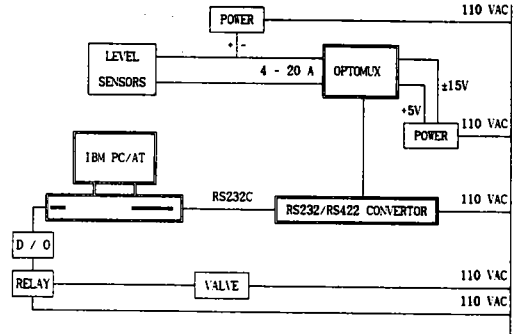 110 VAC
POWER
+ -
LEVEL
SENSORS
4 - 20 A
OPTOMUX
±15V
+5V
110 VAC
POWER
IBM PC/AT
RS232C
RS232/RS422 CONVERTOR
110 VAC
D / O
RELAY
VALVE
110 VAC
110 VAC